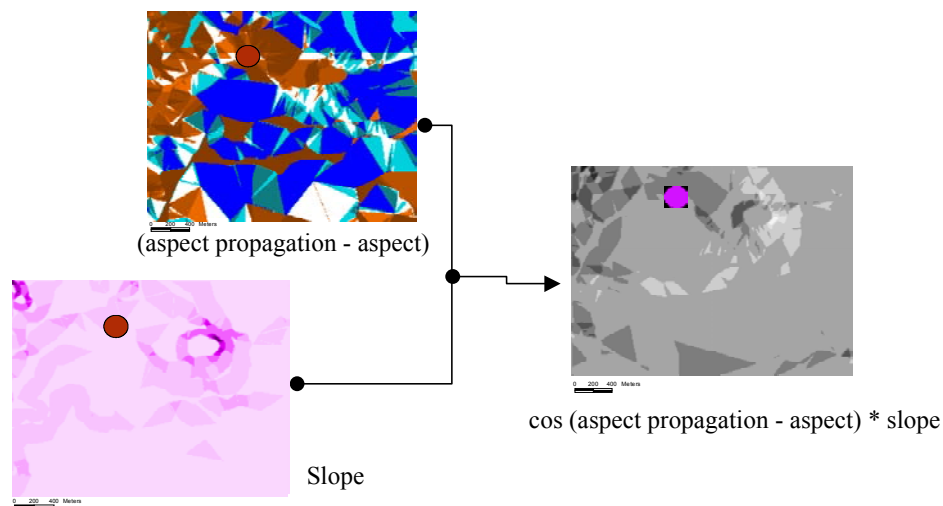 0 200 400 Meters
(aspect propagation - aspect)
0 200 400 Meters
cos (aspect propagation - aspect) * slope
Slope
0 200 400 Meters